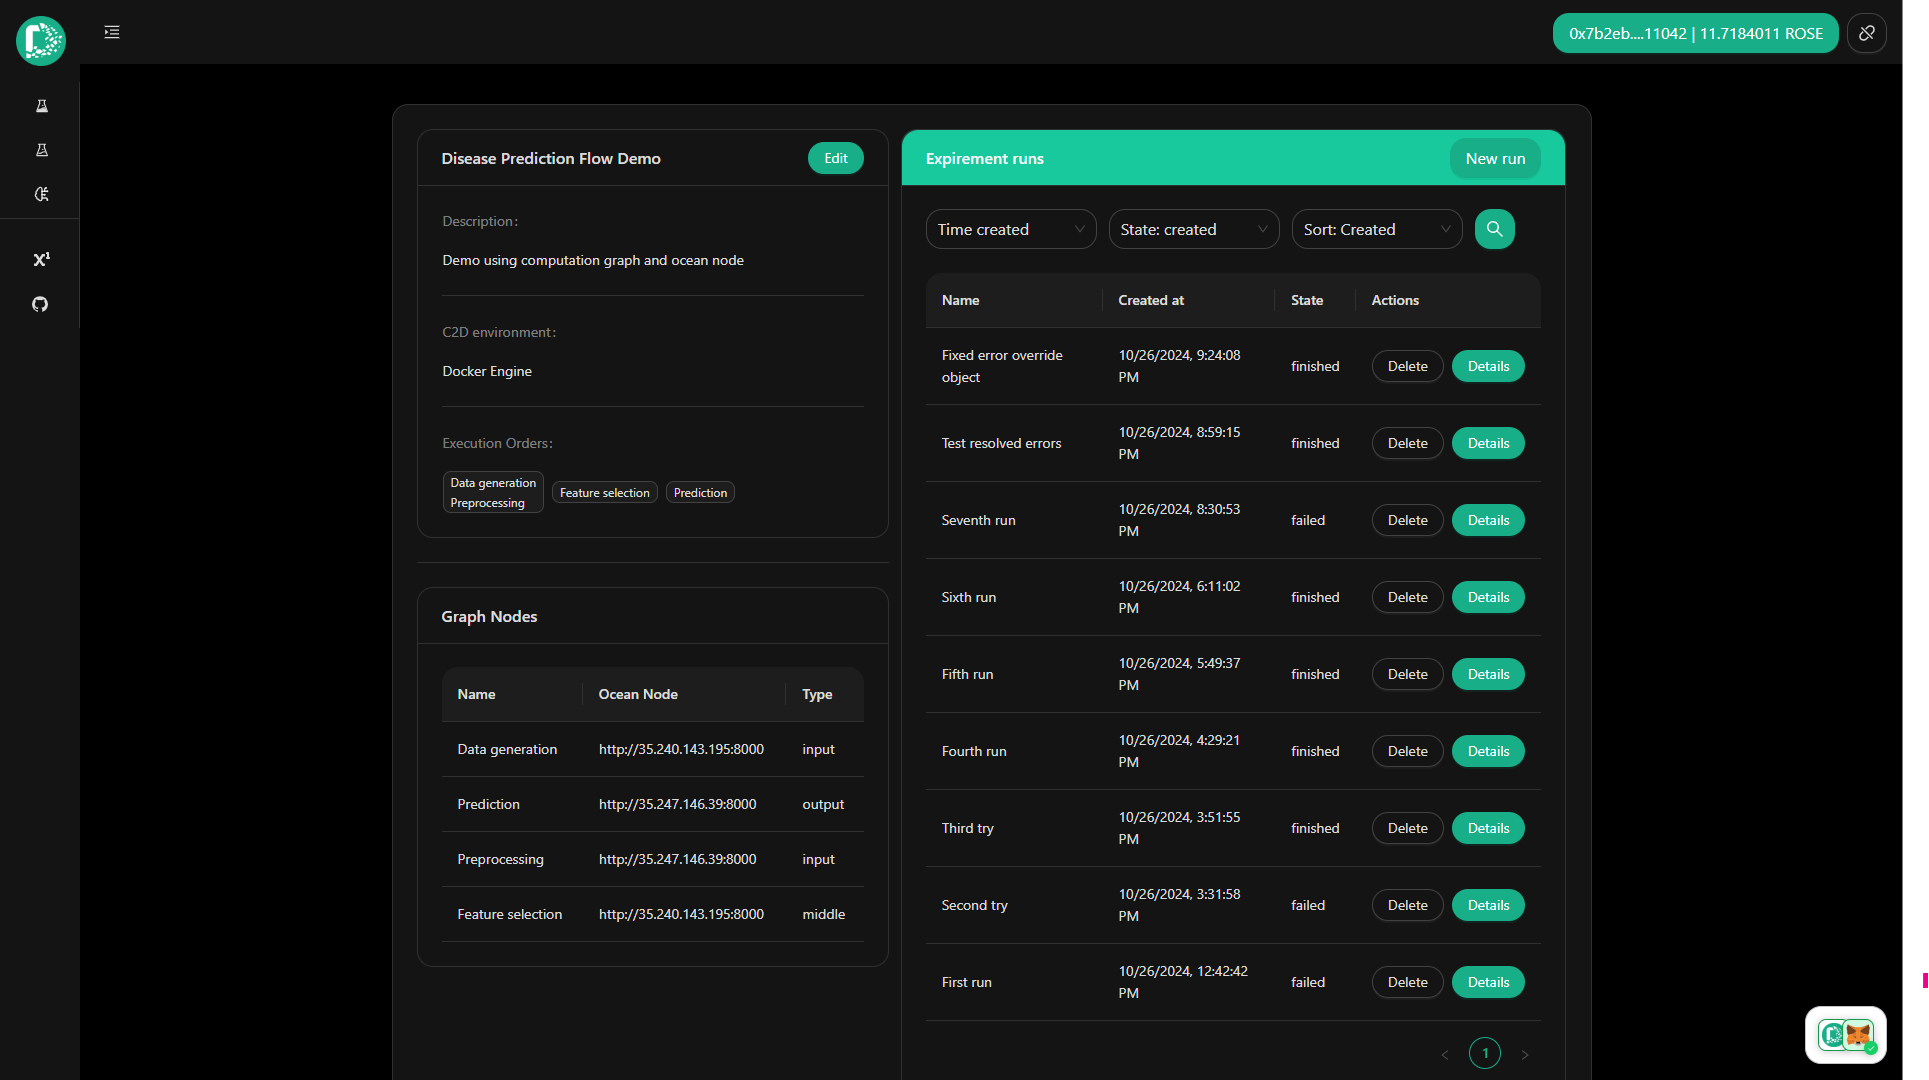 0x7b2eb....11042 | 11.7184011 ROSE
X¹
Disease Prediction Flow Demo
Edit
Description:
Demo using computation graph and ocean node
C2D environment:
Docker Engine
Execution Orders:
Data generation
Preprocessing
Feature selection
Prediction
Graph Nodes
Name Ocean Node Type
Data generation http://35.240.143.195:8000 input
Prediction http://35.247.146.39:8000 output
Preprocessing http://35.247.146.39:8000 input
Feature selection http://35.240.143.195:8000 middle
Expirement runs
New run
Time created
State: created
Sort: Created
Name Created at State Actions
Fixed error override
object
10/26/2024, 9:24:08
PM
finished Delete Details
Test resolved errors
10/26/2024, 8:59:15
PM
finished Delete Details
Seventh run
10/26/2024, 8:30:53
PM
failed Delete Details
Sixth run
10/26/2024, 6:11:02
PM
finished Delete Details
Fifth run
10/26/2024, 5:49:37
PM
finished Delete Details
Fourth run
10/26/2024, 4:29:21
PM
finished Delete Details
Third try
10/26/2024, 3:51:55
PM
finished Delete Details
Second try
10/26/2024, 3:31:58
PM
failed Delete Details
First run
10/26/2024, 12:42:42
PM
failed Delete Details
< 1 >